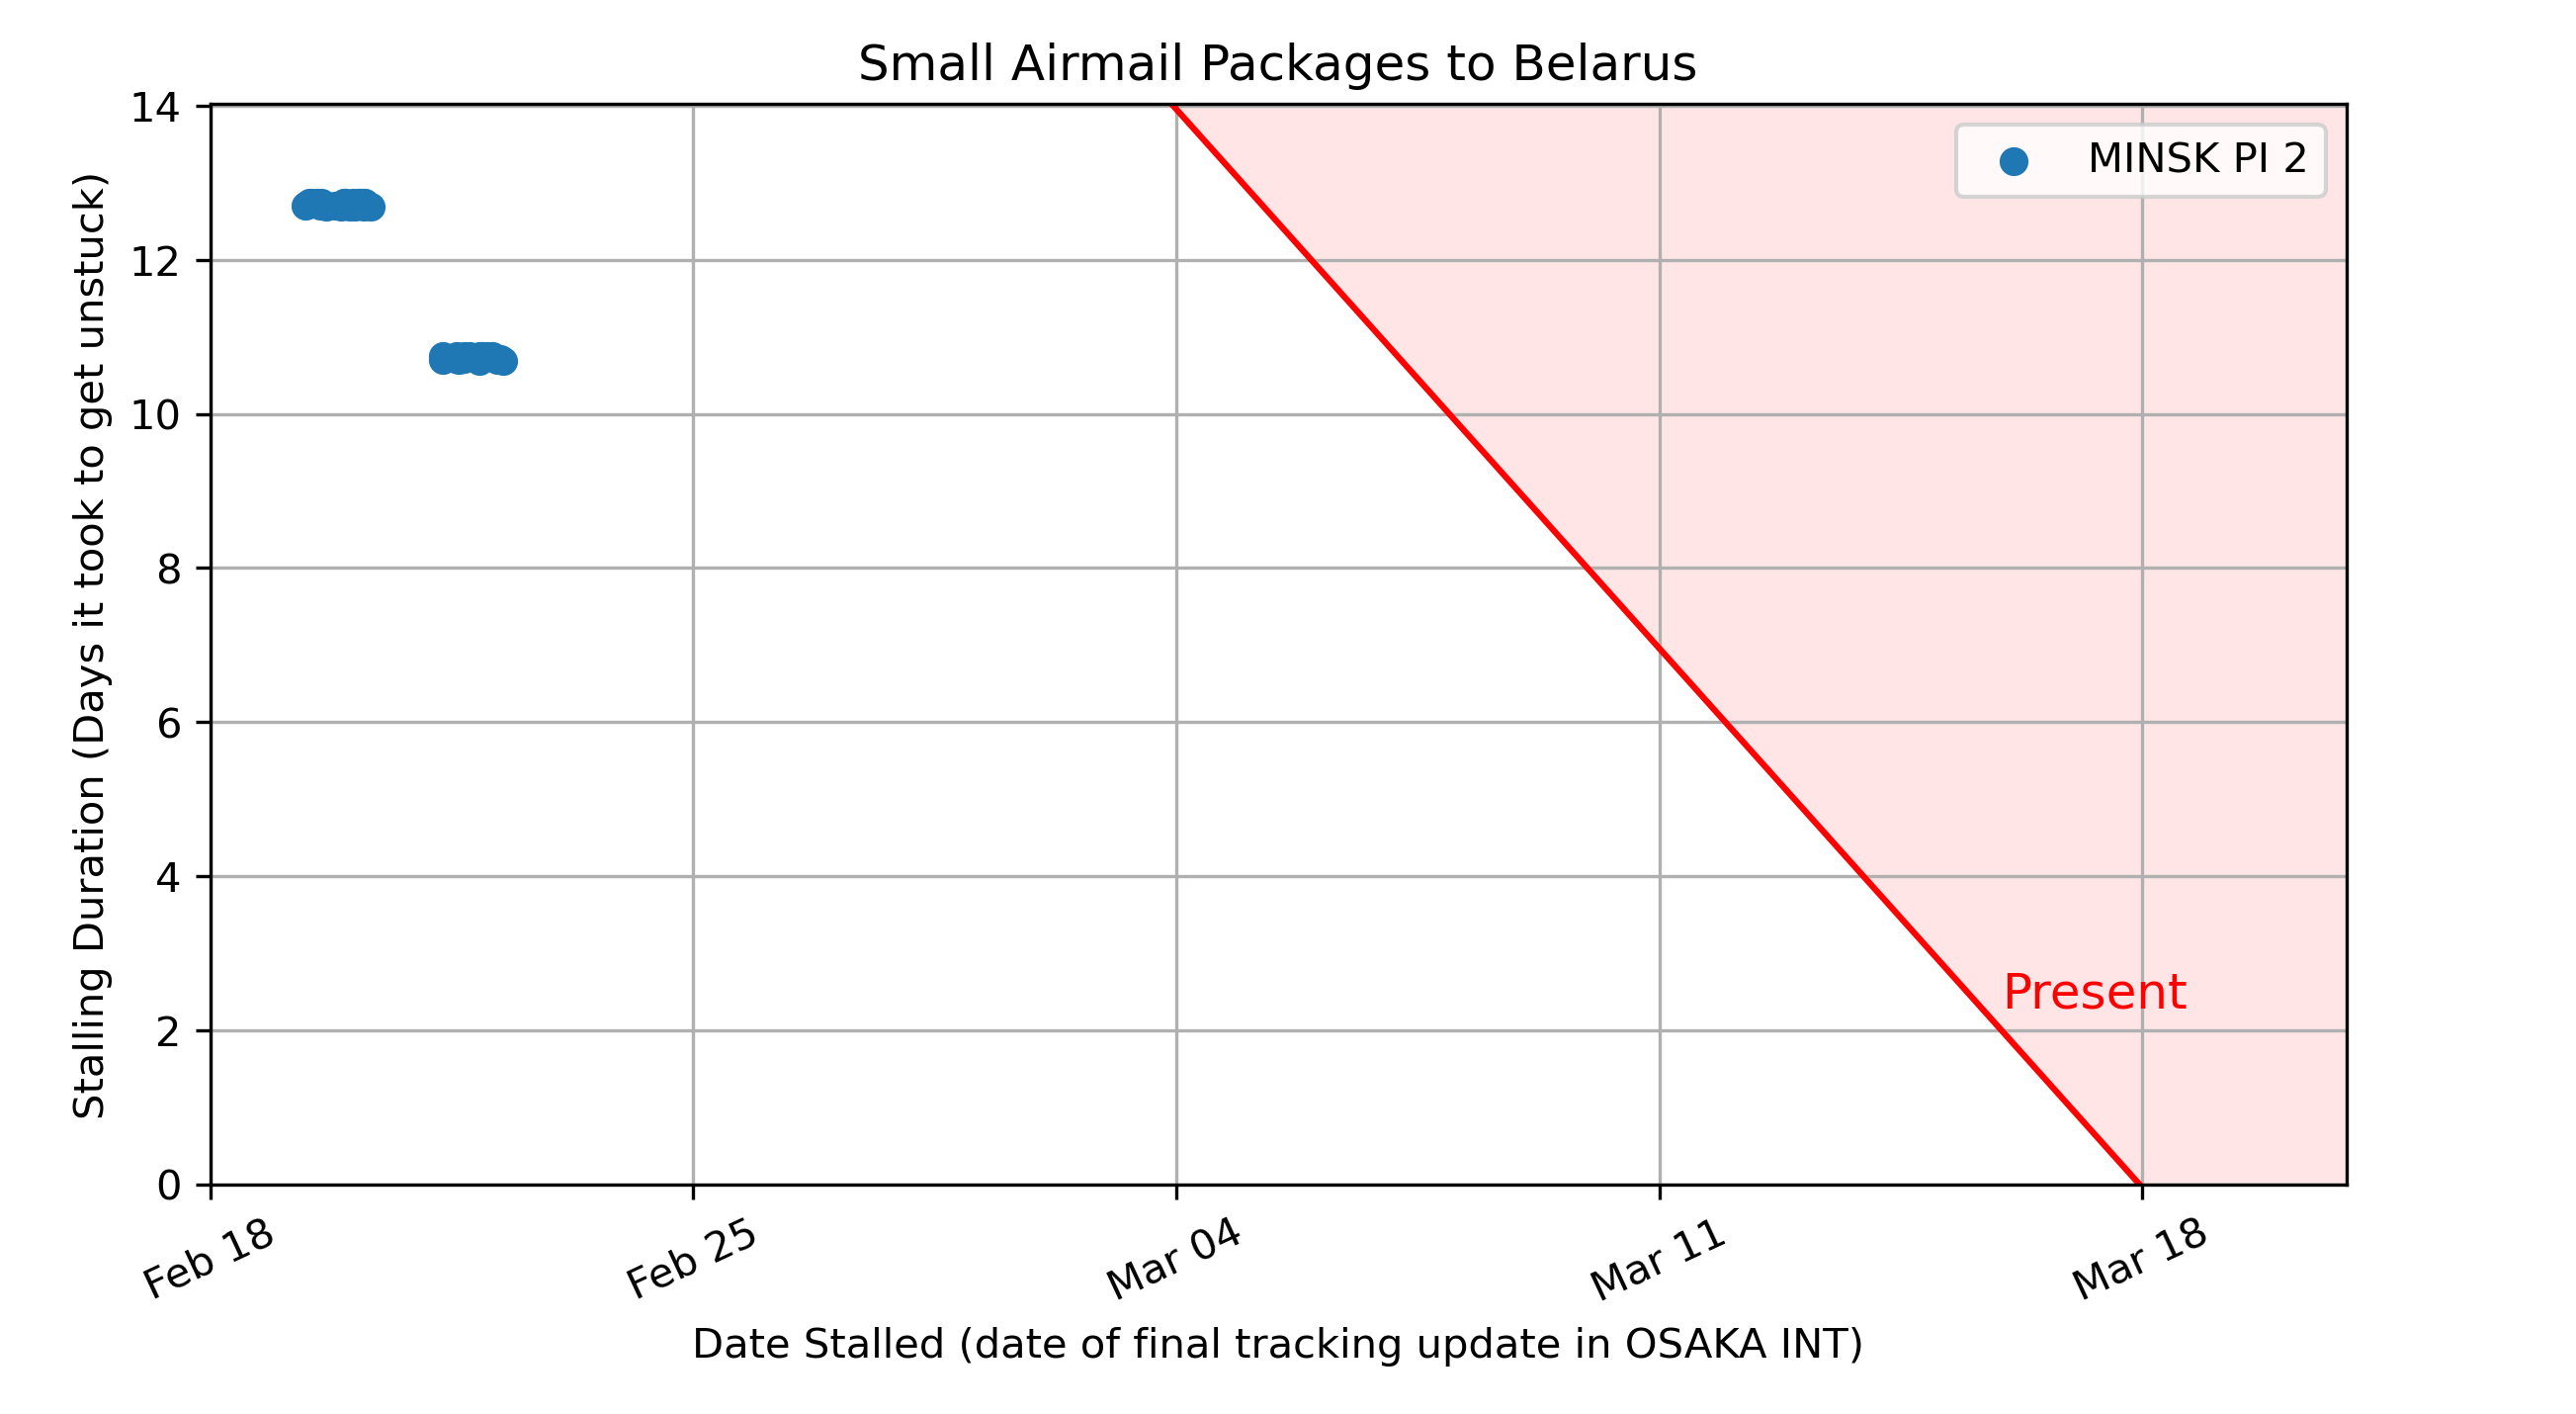 Small Airmail Packages to Belarus
Stalling Duration (Days it took to get unstuck)
14
12
10
8
6
4
2
0
MINSK PI 2
Present
Feb 18
Feb 25
Mar 04
Mar 11
Mar 18
Date Stalled (date of final tracking update in OSAKA INT)